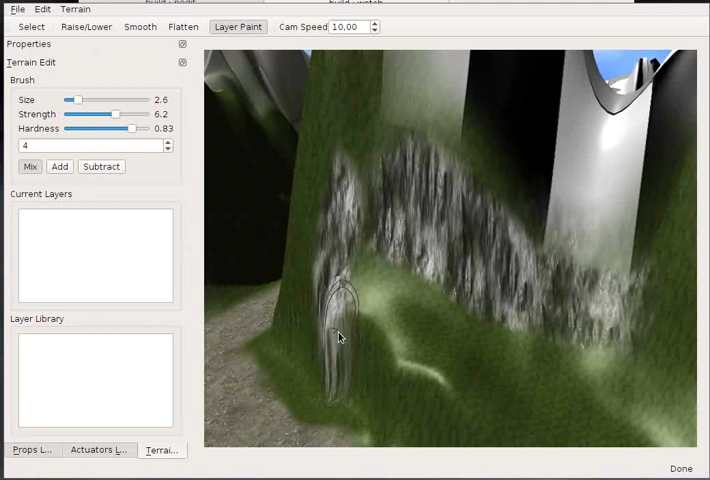 File Edit Terrain
Select Raise/Lower Smooth Flatten Layer Paint Cam Speed 10,00
Properties
Terrain Edit
Brush
Size 2.6
Strength 6.2
Hardness 0.83
4
Mix Add Subtract
Current Layers
Layer Library
Props L... Actuators L... Terrai...
Done